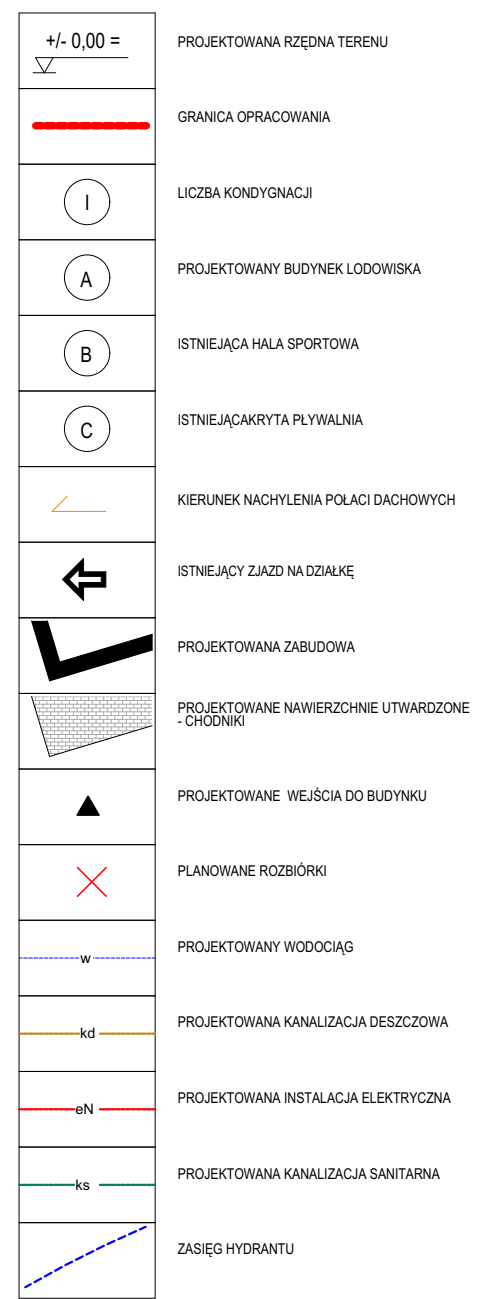 +/- 0,00 =
PROJEKTOWANA RZĘDNA TERENU
GRANICA OPRACOWANIA
I
LICZBA KONDYGNACJI
A
PROJEKTOWANY BUDYNEK LODOWISKA
B
ISTNIEJĄCA HALA SPORTOWA
C
ISTNIEJĄCAKRYTA PŁYWALNIA
KIERUNEK NACHYLENIA POŁACI DACHOWYCH
ISTNIEJĄCY ZJAZD NA DZIAŁKĘ
PROJEKTOWANA ZABUDOWA
PROJEKTOWANE NAWIERZCHNIE UTWARDZONE
- CHODNIKI
PROJEKTOWANE WEJŚCIA DO BUDYNKU
PLANOWANE ROZBIÓRKI
w
PROJEKTOWANY WODOCIĄG
kd
PROJEKTOWANA KANALIZACJA DESZCZOWA
eN
PROJEKTOWANA INSTALACJA ELEKTRYCZNA
ks
PROJEKTOWANA KANALIZACJA SANITARNA
ZASIĘG HYDRANTU